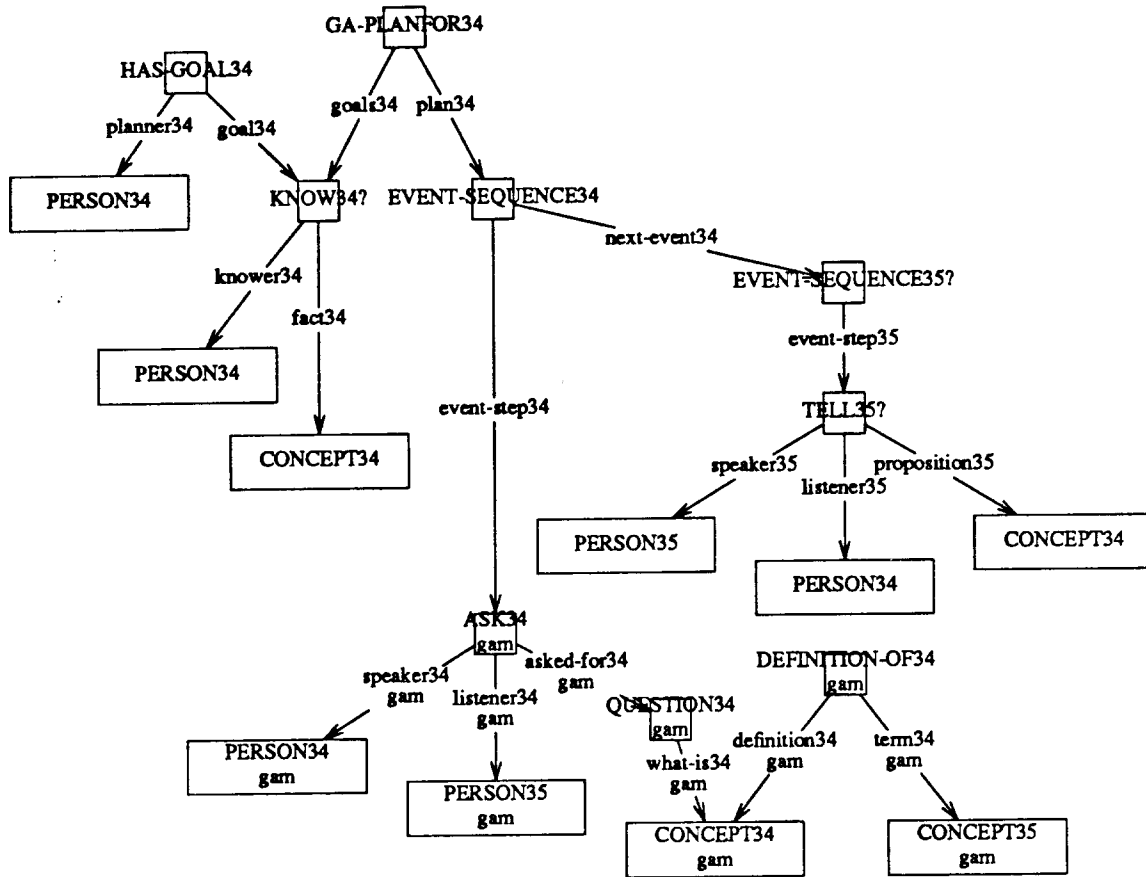 GA-PLANFOR34
HAS-GOAL34
goals34
plan34
planner34
goal34
PERSON34
KNOW34?
EVENT-SEQUENCE34
next-event34
knower34
EVENT-SEQUENCE35?
fact34
event-step35
PERSON34
event-step34
TELL35?
CONCEPT34
speaker35
proposition35
listener35
PERSON35
CONCEPT34
PERSON34
ASK34
gam
speaker34
gam
listener34
gam
asked-for34
gam
DEFINITION-OF34
gam
QUESTION34
gam
PERSON34
gam
what-is34
gam
definition34
gam
term34
gam
PERSON35
gam
CONCEPT34
gam
CONCEPT35
gam